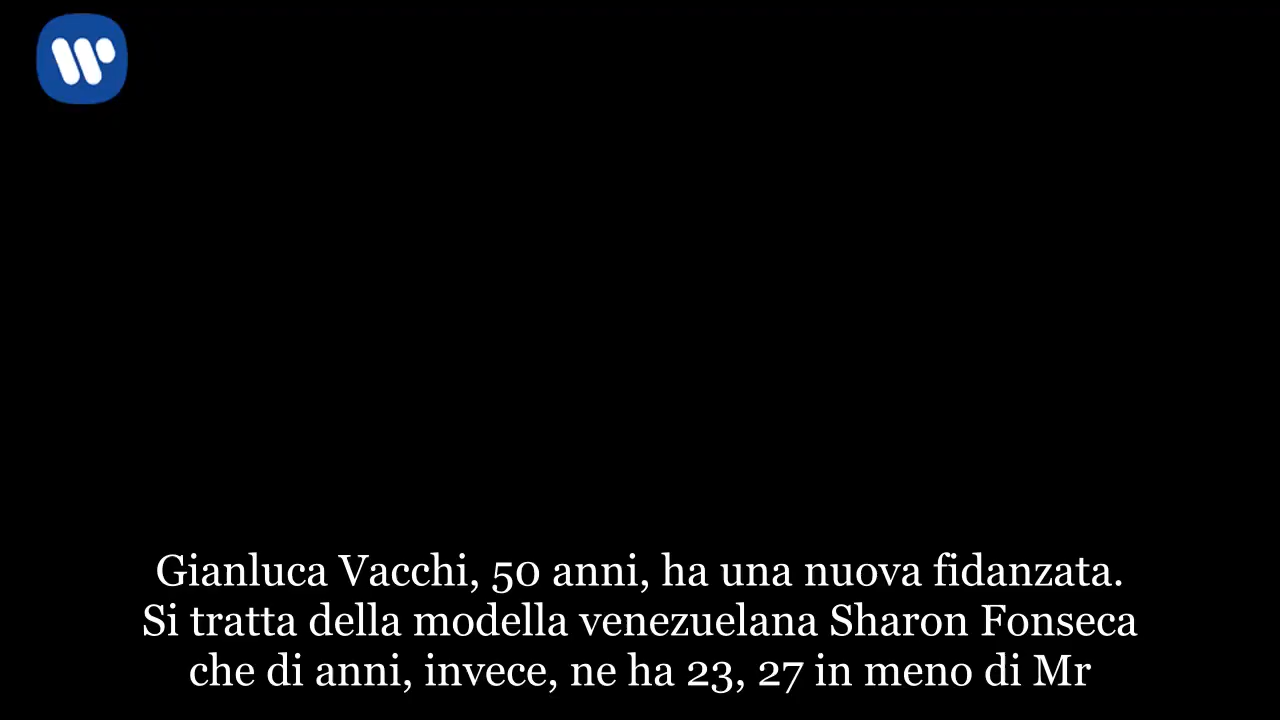 Gianluca Vacchi, 50 anni, ha una nuova fidanzata.
Si tratta della modella venezuelana Sharon Fonseca
che di anni, invece, ne ha 23, 27 in meno di Mr